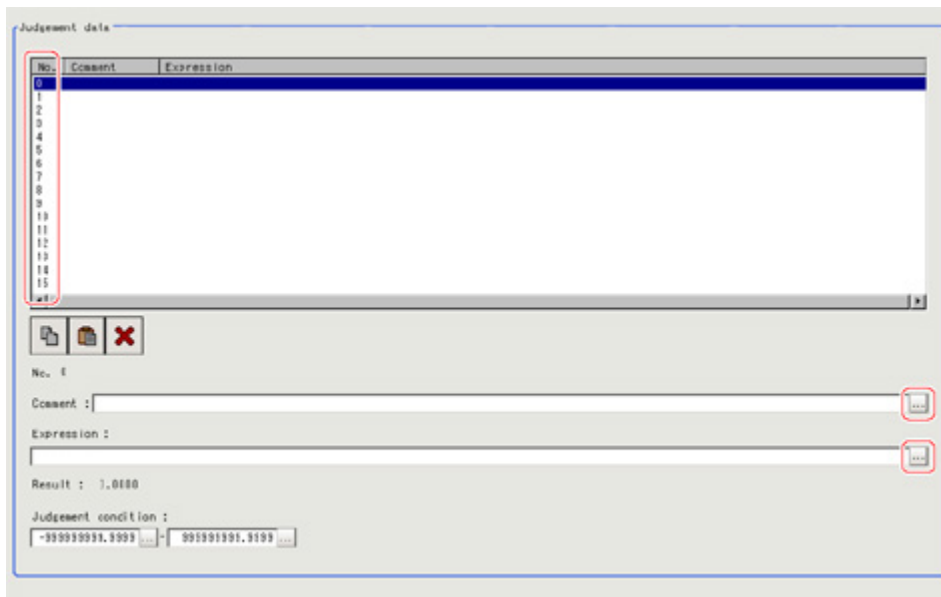 Judgement data
No. Comment Expression
0
1
2
3
4
5
6
7
8
9
10
11
12
13
14
15
No.
Comment : ...
Expression :
...
Result :
Judgement condition :
... - ...